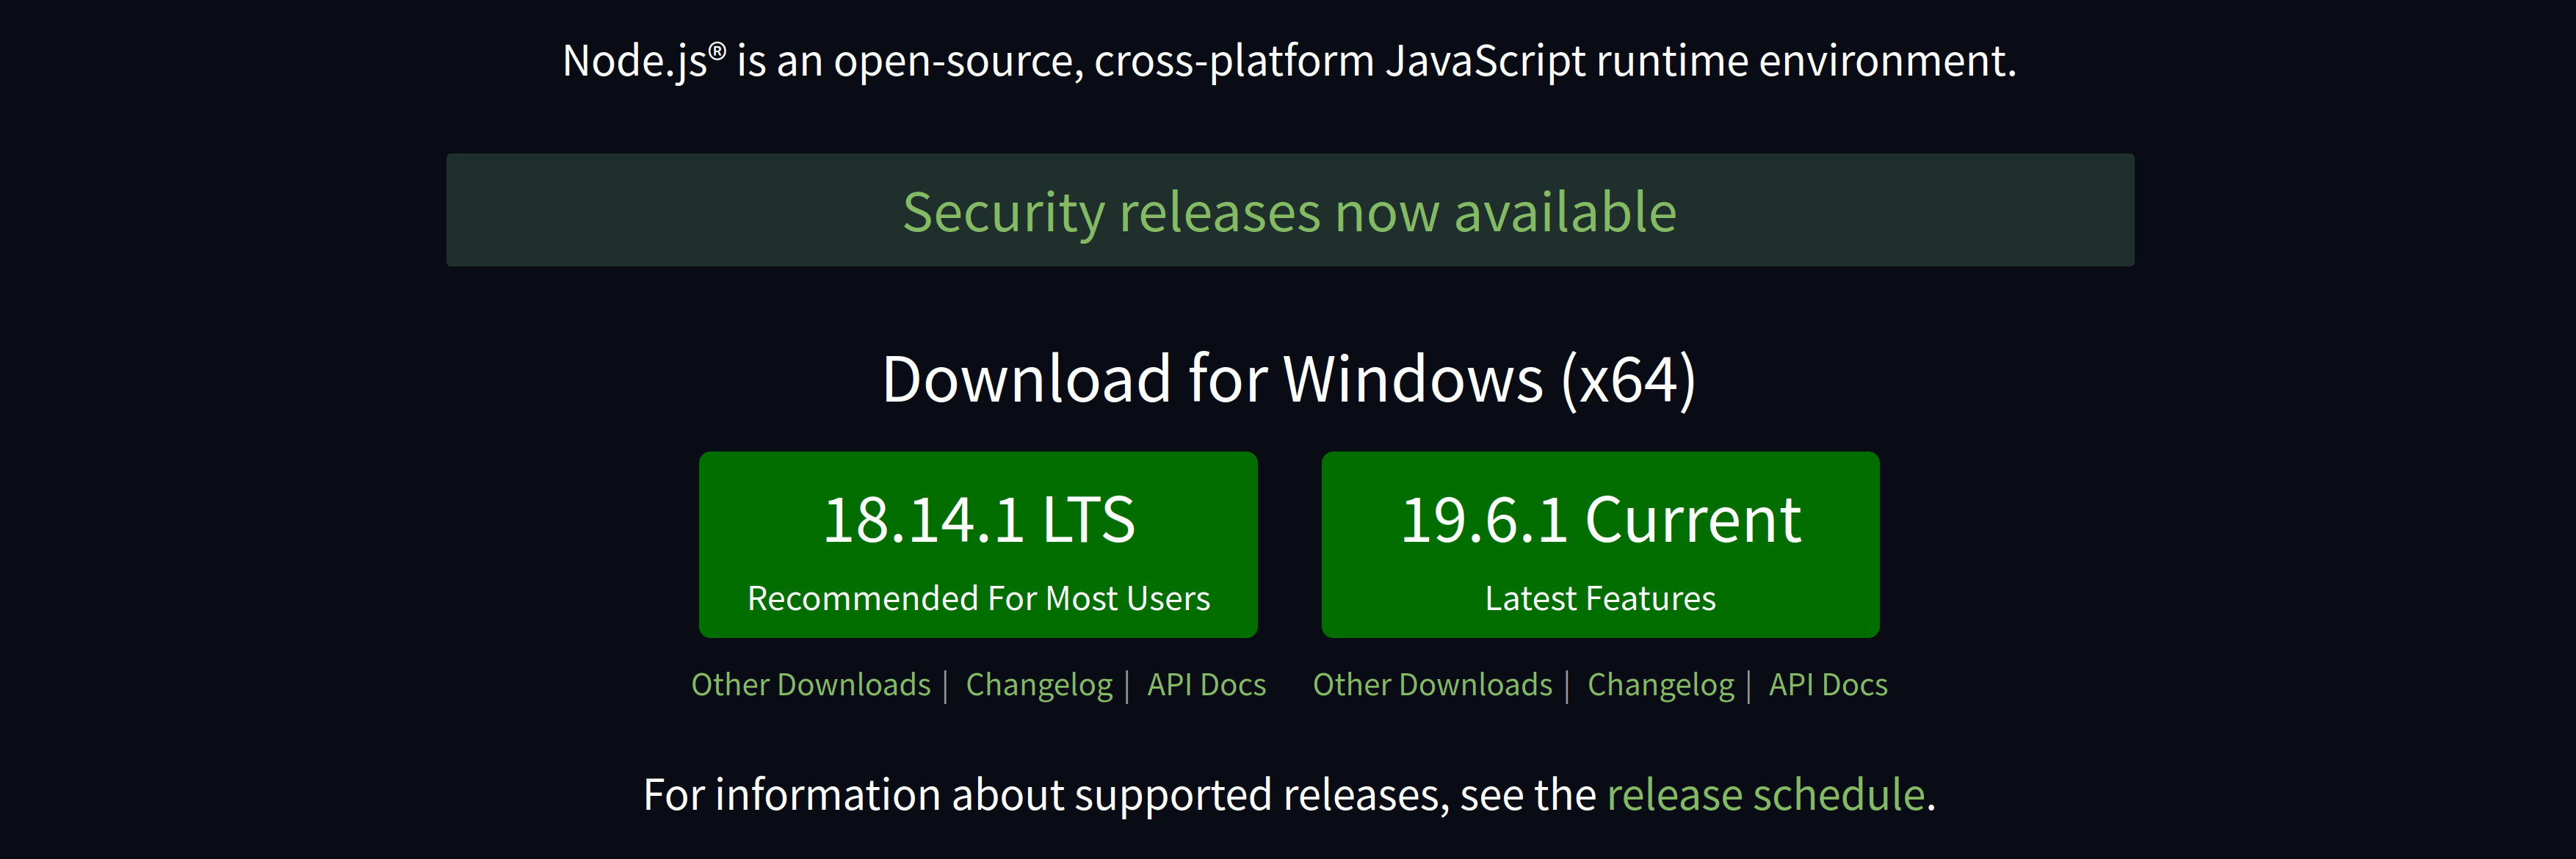 Node.js® is an open-source, cross-platform JavaScript runtime environment.
Security releases now available
Download for Windows (x64)
18.14.1 LTS
Recommended For Most Users
19.6.1 Current
Latest Features
Other Downloads | Changelog | API Docs
Other Downloads | Changelog | API Docs
For information about supported releases, see the release schedule.